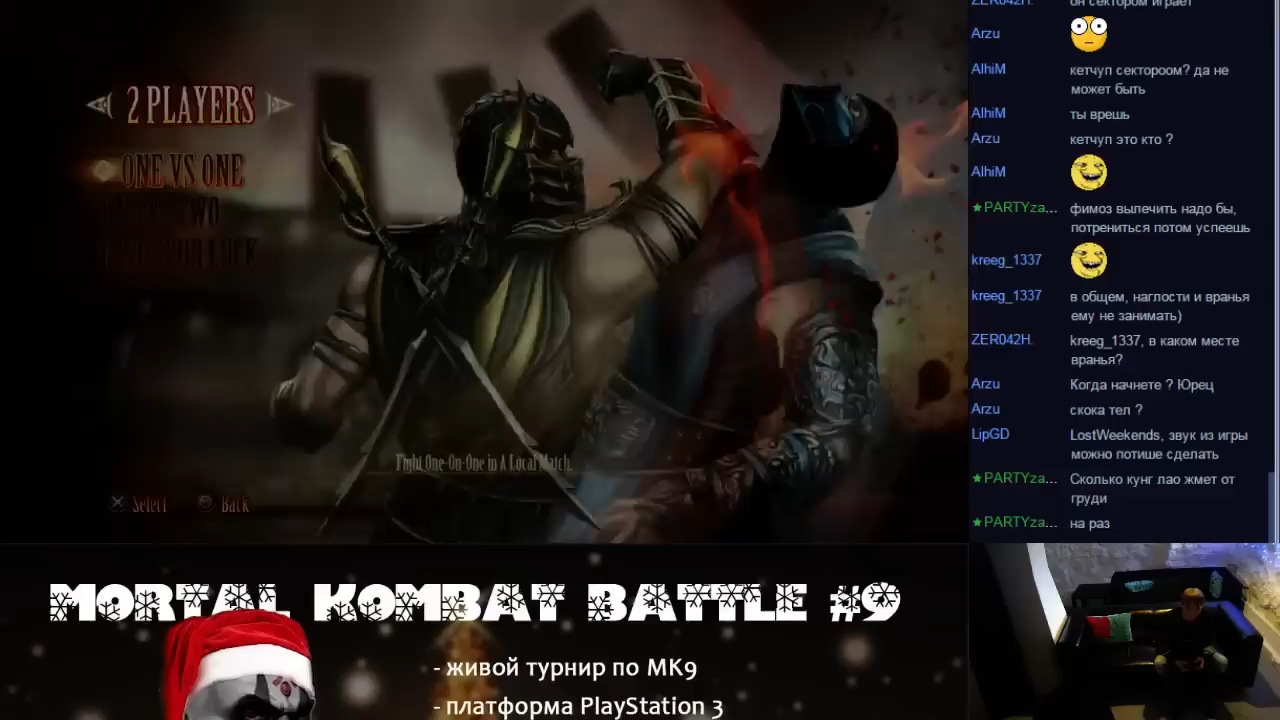 2 PLAYERS
ONE VS ONE
Fight One-On-One in A Local Match.
Select
Back
ZER042H. он сектором играет
Arzu
AlhiM кетчуп сектороом? да не
может быть
AlhiM ты врешь
Arzu кетчуп это кто ?
AlhiM
★PARTYza... фимоз вылечить надо бы,
потрениться потом успеешь
kreeg_1337
kreeg_1337 в общем, наглости и вранья
ему не занимать)
ZER042H. kreeg_1337, в каком месте
вранья?
Arzu Когда начнете ? Юрец
Arzu скока тел ?
LipGD LostWeekends, звук из игры
можно потише сделать
★PARTYza... Сколько кунг лао жмет от
груди
★PARTYza... на раз
MORTAL KOMBAT BATTLE #9
- живой турнир по МК9
- платформа PlayStation 3